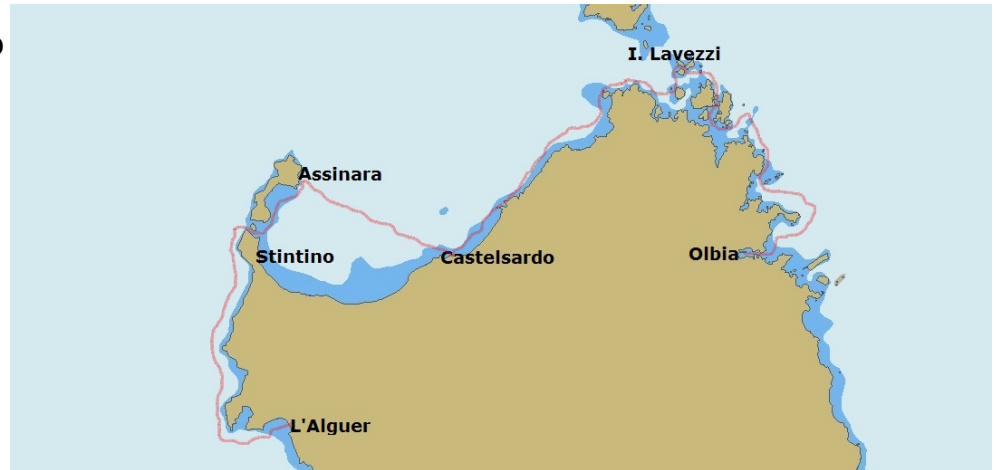 I. Lavezzi
Assinara
Stintino
Castelsardo
Olbia
L'Alguer